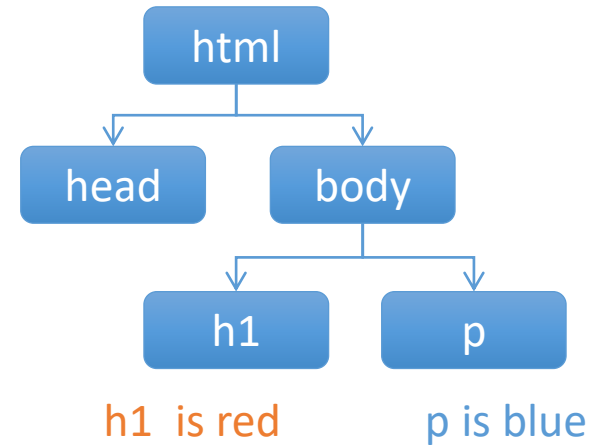 html
head body
h1 p
h1 is red p is blue